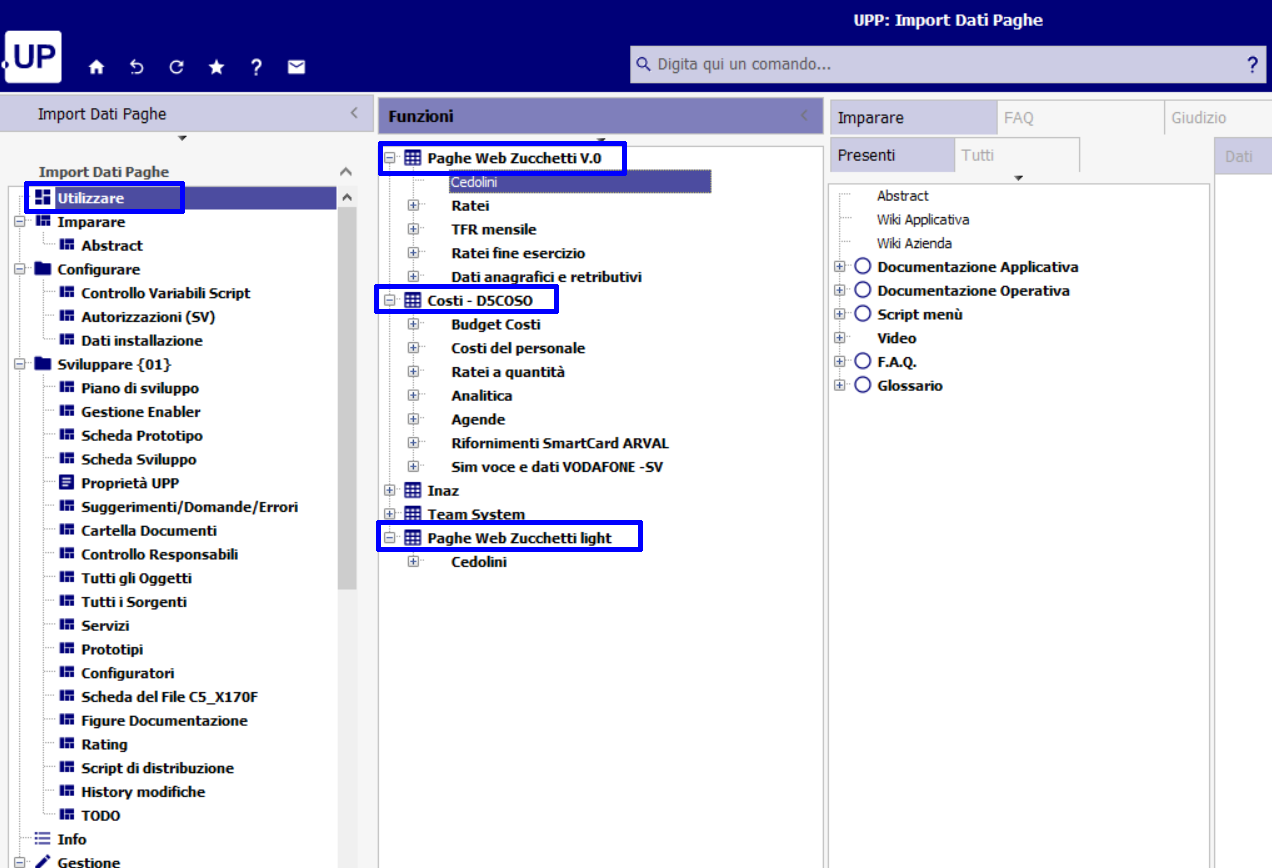 UPP: Import Dati Paghe
.UP
?
Digita qui un comando...
?
Import Dati Paghe
Import Dati Paghe
Utilizzare
Imparare
Abstract
Configurare
Controllo Variabili Script
Autorizzazioni (SV)
Dati installazione
Sviluppare {01}
Piano di sviluppo
Gestione Enabler
Scheda Prototipo
Scheda Sviluppo
Proprietà UPP
Suggerimenti/Domande/Errori
Cartella Documenti
Controllo Responsabili
Tutti gli Oggetti
Tutti i Sorgenti
Servizi
Prototipi
Configuratori
Scheda del File C5_X170F
Figure Documentazione
Rating
Script di distribuzione
History modifiche
TODO
Info
Gestione
Funzioni
Paghe Web Zucchetti V.0
Cedolini
Ratei
TFR mensile
Ratei fine esercizio
Dati anagrafici e retributivi
Costi - D5COSO
Budget Costi
Costi del personale
Ratei a quantità
Analitica
Agende
Rifornimenti SmartCard ARVAL
Sim voce e dati VODAFONE -SV
Inaz
Team System
Paghe Web Zucchetti light
Cedolini
Imparare
FAQ
Giudizio
Presenti
Tutti
Dati
Abstract
Wiki Applicativa
Wiki Azienda
Documentazione Applicativa
Documentazione Operativa
Script menù
Video
F.A.Q.
Glossario